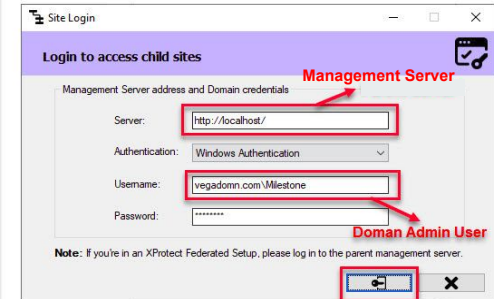 Site Login
Login to access child sites
Management Server
Management Server address and Domain credentials
Server: http://localhost/
Authentication: Windows Authentication
Username: vegadomn.com\Milestone
Password: ********
Doman Admin User
Note: If you're in an XProtect Federated Setup, please log in to the parent management server.